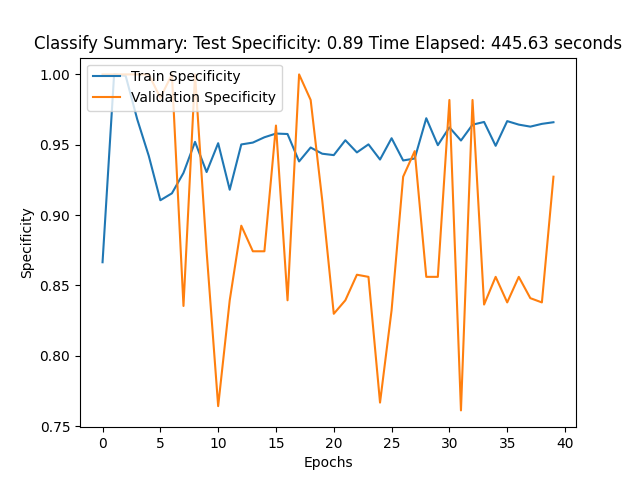 Classify Summary: Test Specificity: 0.89 Time Elapsed: 445.63 seconds
Train Specificity
Validation Specificity
1.00
0.95
0.90
0.85
0.80
0.75
Specificity
0 5 10 15 20 25 30 35 40
Epochs